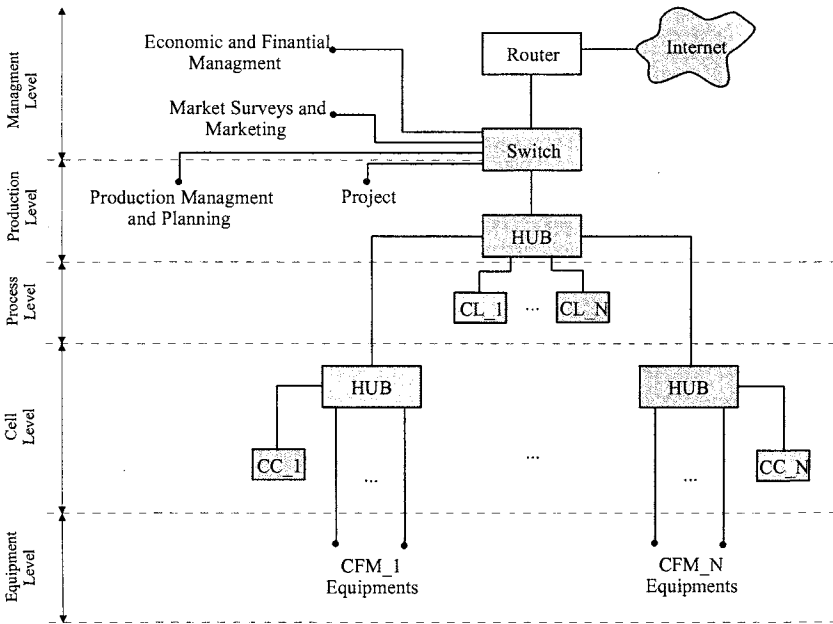 Managment
Level
Economic and Finantial
Managment
Router
Internet
Market Surveys and
Marketing
Switch
Production
Level
Production Managment
and Planning
Project
HUB
Process
Level
CL_1
...
CL_N
Cell
Level
HUB
HUB
CC_1
...
...
...
CC_N
Equipment
Level
CFM_1
Equipments
CFM_N
Equipments